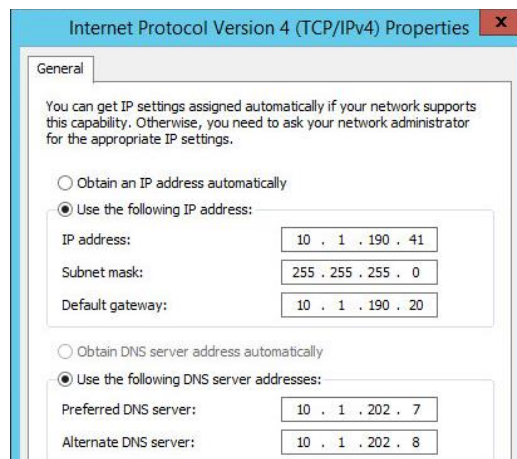 Internet Protocol Version 4 (TCP/IPv4) Properties
x
General
You can get IP settings assigned automatically if your network supports
this capability. Otherwise, you need to ask your network administrator
for the appropriate IP settings.
Obtain an IP address automatically
Use the following IP address:
IP address: 10 . 1 . 190 . 41
Subnet mask: 255 . 255 . 255 . 0
Default gateway: 10 . 1 . 190 . 20
Obtain DNS server address automatically
Use the following DNS server addresses:
Preferred DNS server: 10 . 1 . 202 . 7
Alternate DNS server: 10 . 1 . 202 . 8